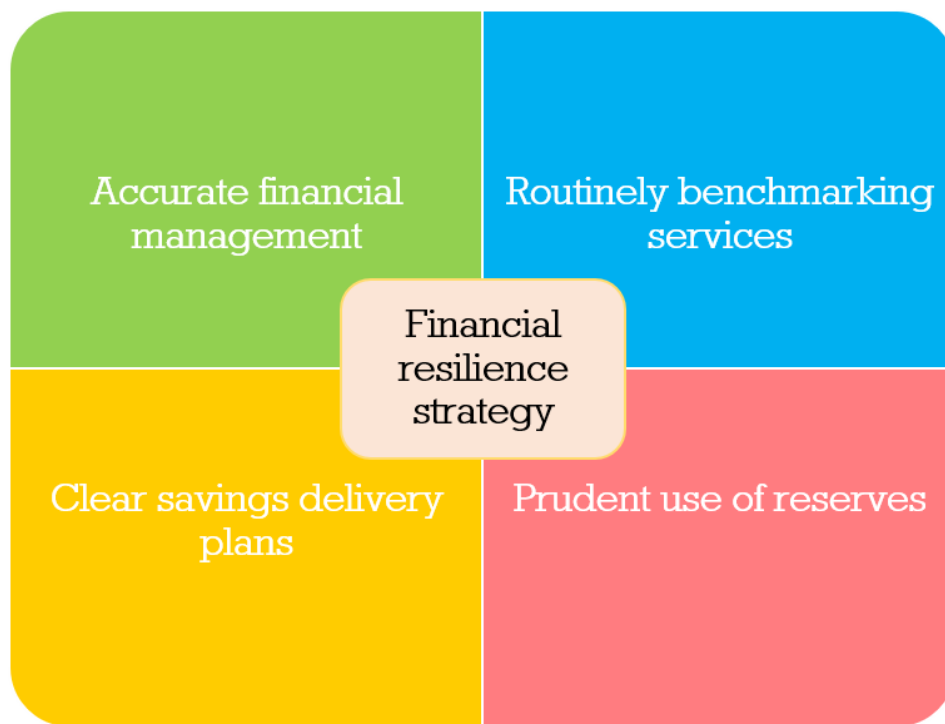 Accurate financial
management
Routinely benchmarking
services
Financial
resilience
strategy
Clear savings delivery
plans
Prudent use of reserves